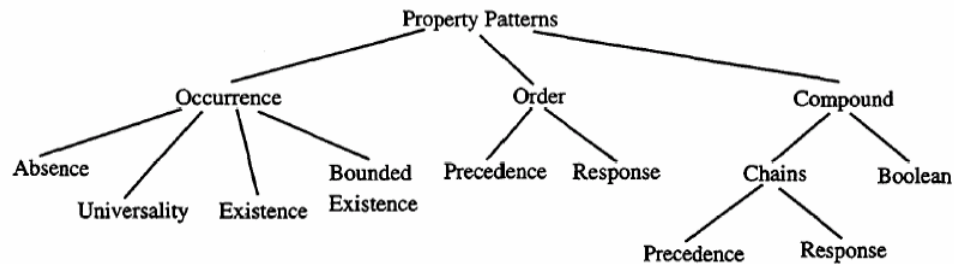 Property Patterns
Occurrence
Order
Compound
Absence
Universality
Existence
Bounded
Existence
Precedence
Response
Chains
Boolean
Precedence
Response